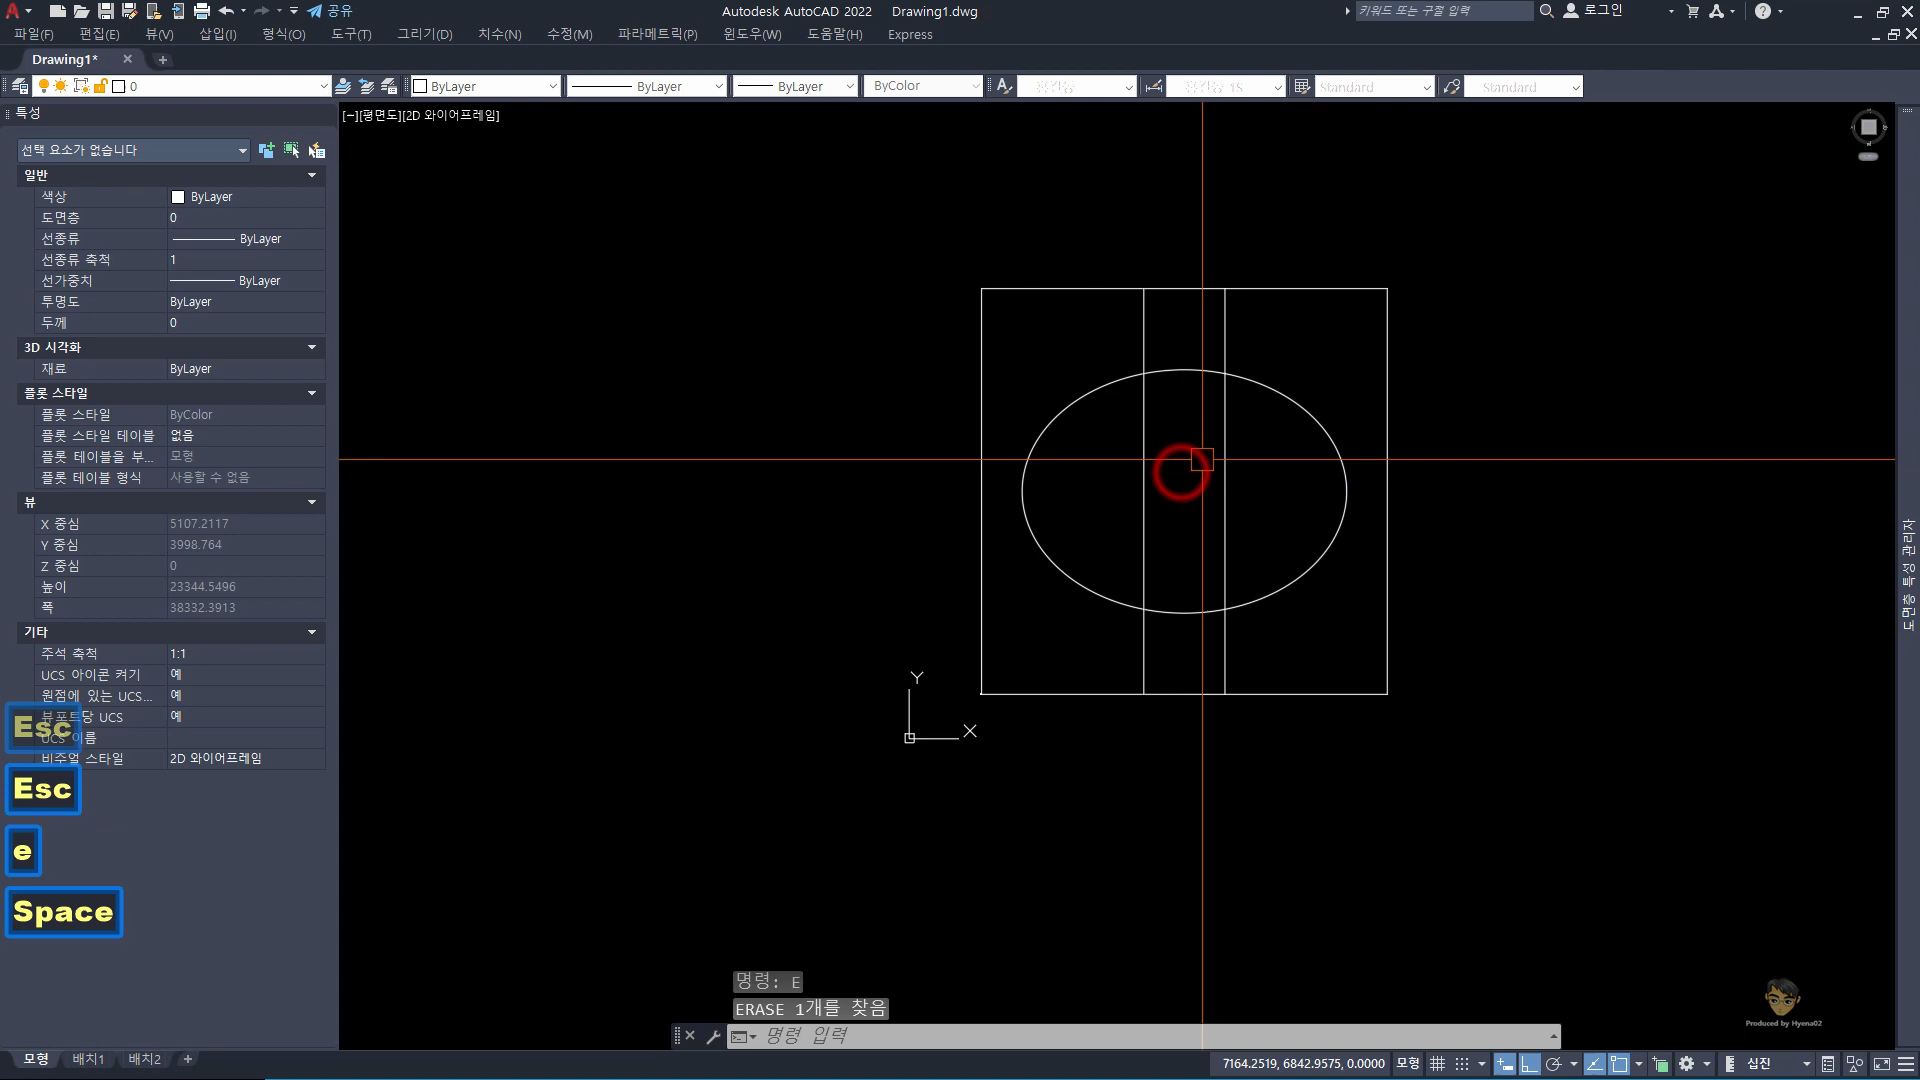 공유
Autodesk AutoCAD 2022 Drawing1.dwg
키워드 또는 구절 입력
로그인
파일(F) 편집(E) 뷰(V) 삽입(I) 형식(O) 도구(T) 그리기(D) 치수(N) 수정(M) 파라메트릭(P) 윈도우(W) 도움말(H) Express
Drawing1*
0 ByLayer ByLayer ByLayer ByColor Standard Standard
특성
[−][평면도][2D 와이어프레임]
선택 요소가 없습니다
일반
색상 ByLayer
도면층 0
선종류 ByLayer
선종류 축척 1
선가중치 ByLayer
투명도 ByLayer
두께 0
3D 시각화
재료 ByLayer
플롯 스타일
플롯 스타일 ByColor
플롯 스타일 테이블 없음
플롯 테이블을 부... 모형
플롯 테이블 형식 사용할 수 없음
뷰
X 중심 5107.2117
Y 중심 3998.764
Z 중심 0
높이 23344.5496
폭 38332.3913
기타
주석 축척 1:1
UCS 아이콘 켜기 예
원점에 있는 UCS... 예
뷰포트당 UCS 예
UCS 이름
비주얼 스타일 2D 와이어프레임
Esc
Esc
e
Space
Y
X
도면층 특성 관리자
명령: E
ERASE 1개를 찾음
명령 입력
Produced by Hyena02
모형 배치1 배치2
7164.2519, 6842.9575, 0.0000 모형 십진